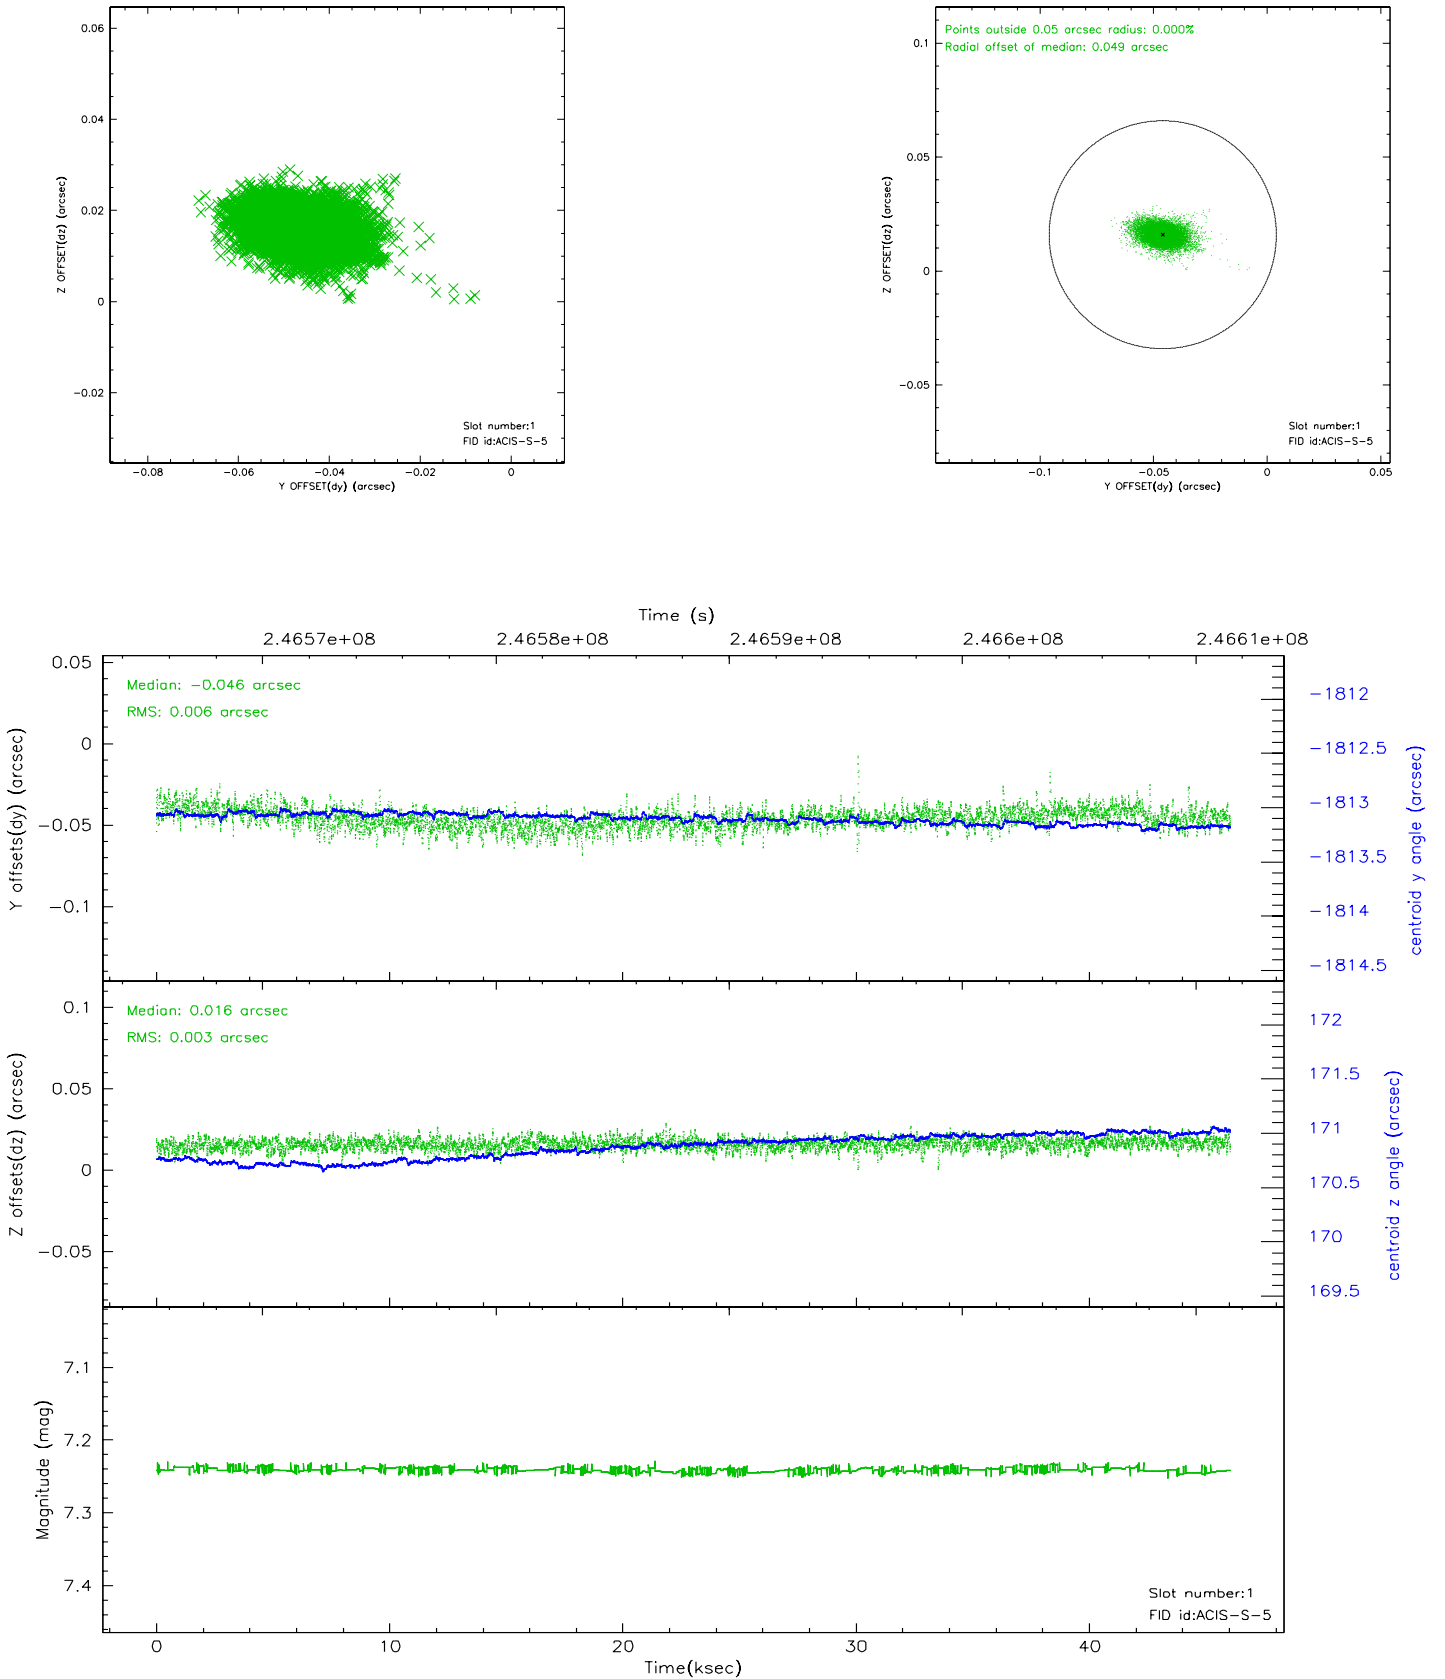 0.06
0.04
0.02
0
−0.02
Z OFFSET(dz) (arcsec)
−0.08 −0.06 −0.04 −0.02 0
Y OFFSET(dy) (arcsec)
Slot number:1
FID id:ACIS−S−5
Points outside 0.05 arcsec radius: 0.000%
Radial offset of median: 0.049 arcsec
0.1
0.05
0
−0.05
Z OFFSET(dz) (arcsec)
−0.1 −0.05 0 0.05
Y OFFSET(dy) (arcsec)
Slot number:1
FID id:ACIS−S−5
Time (s)
2.4657e+08 2.4658e+08 2.4659e+08 2.466e+08 2.4661e+08
Median: −0.046 arcsec
RMS: 0.006 arcsec
0.05
0
−0.05
−0.1
Y offsets(dy) (arcsec)
−1812
−1812.5
−1813
−1813.5
−1814
−1814.5
centroid y angle (arcsec)
Median: 0.016 arcsec
RMS: 0.003 arcsec
0.1
0.05
0
−0.05
Z offsets(dz) (arcsec)
172
171.5
171
170.5
170
169.5
centroid z angle (arcsec)
7.1
7.2
7.3
7.4
Magnitude (mag)
Slot number:1
FID id:ACIS−S−5
0 10 20 30 40
Time(ksec)